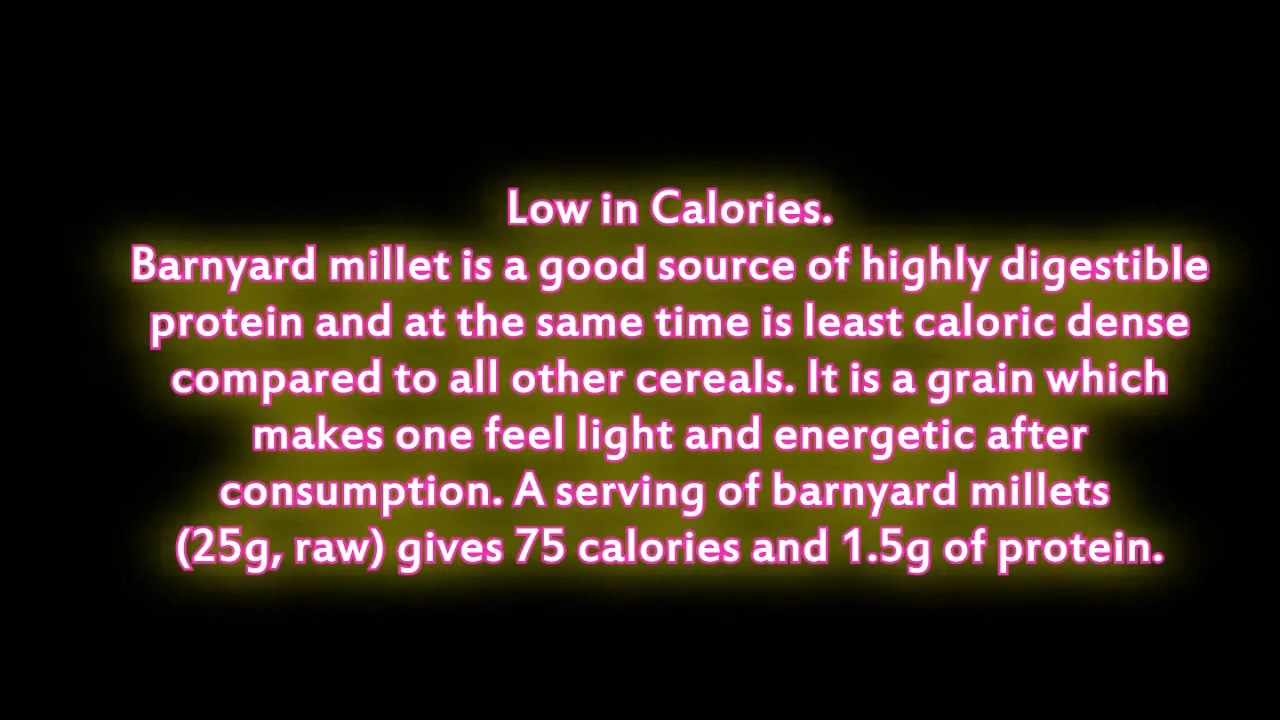 Low in Calories.
Barnyard millet is a good source of highly digestible
protein and at the same time is least caloric dense
compared to all other cereals. It is a grain which
makes one feel light and energetic after
consumption. A serving of barnyard millets
(25g, raw) gives 75 calories and 1.5g of protein.